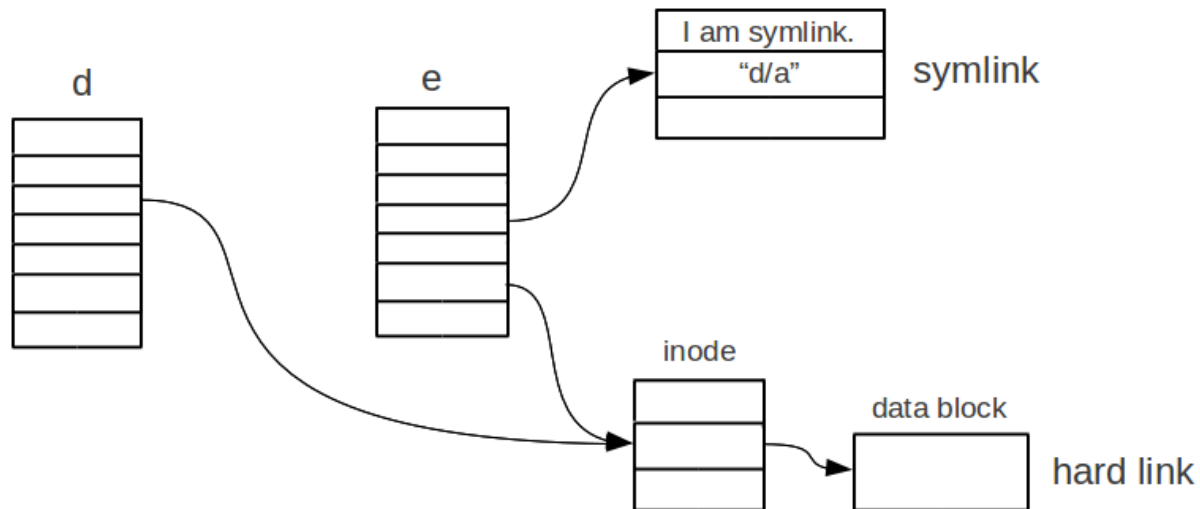 I am symlink.
“d/a”
symlink
d
e
inode
data block
hard link